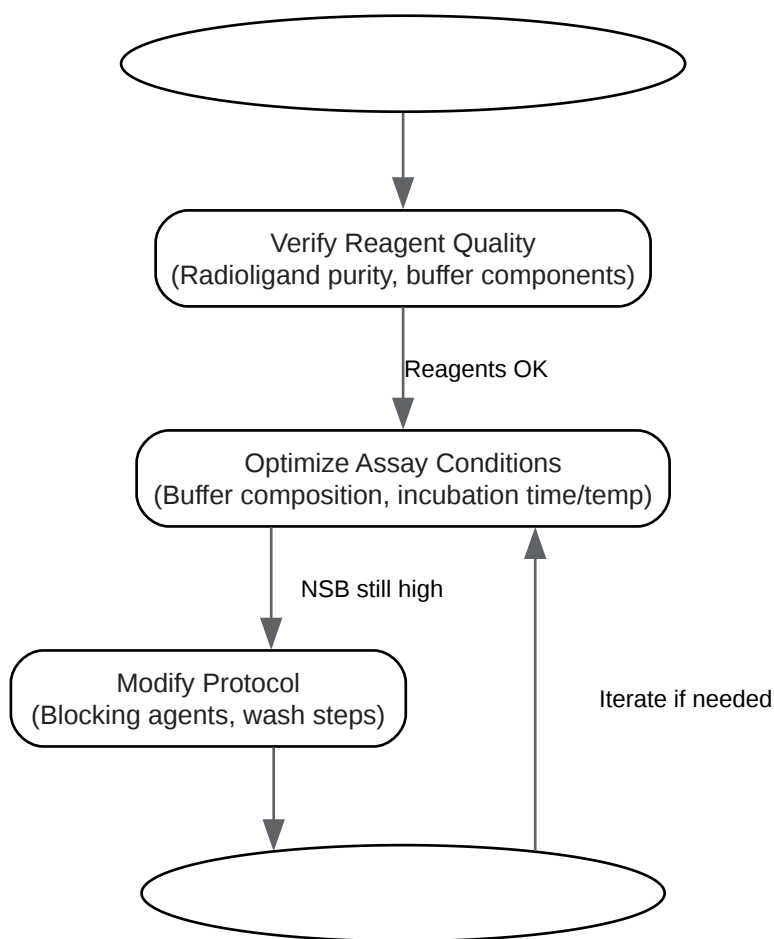 Verify Reagent Quality
(Radioligand purity, buffer components)
Reagents OK
Optimize Assay Conditions
(Buffer composition, incubation time/temp)
NSB still high
Modify Protocol
(Blocking agents, wash steps)
Iterate if needed